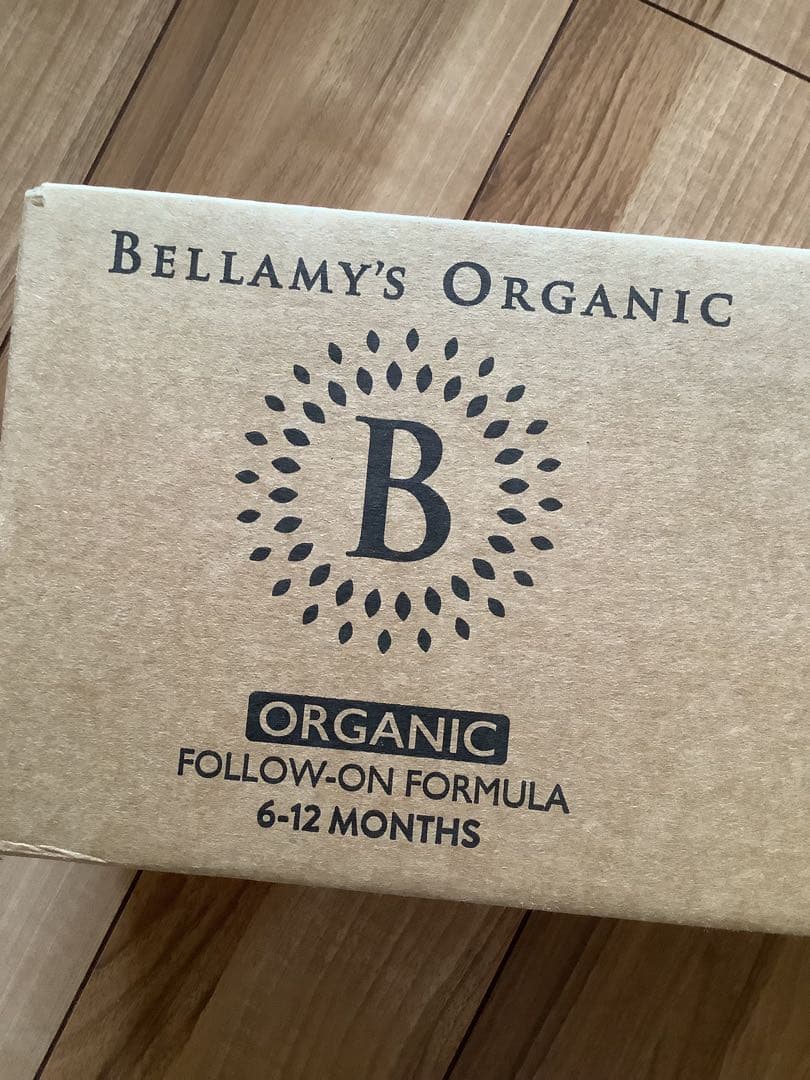 BELLAMY'S ORGANIC
B
ORGANIC
FOLLOW-ON FORMULA
6-12 MONTHS